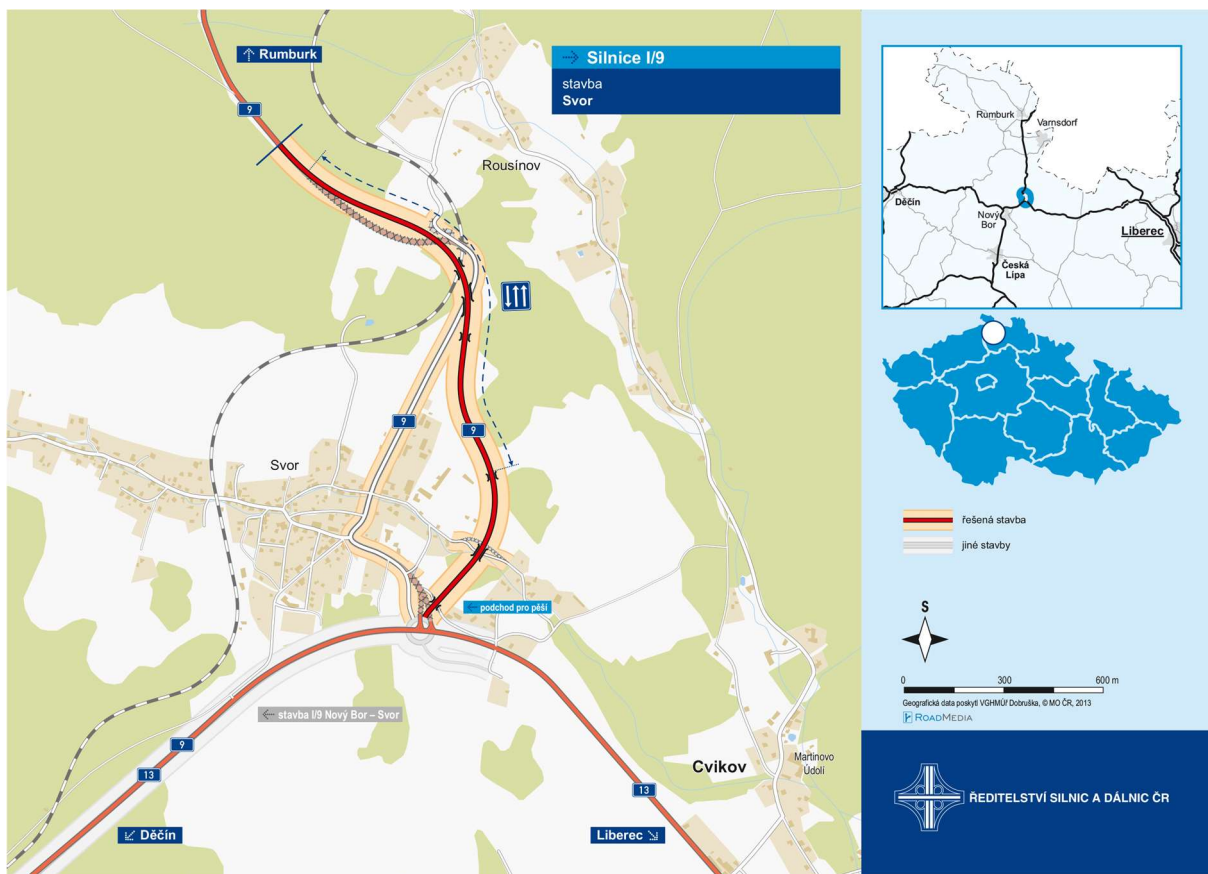 Rumburk
Silnice I/9
stavba
Svor
9
Rousínov
9
9
Svor
podchod pro pěší
stavba I/9 Nový Bor – Svor
9
13
13
Cvikov
Martinovo
Údolí
Děčín
Liberec
Rumburk
Varnsdorf
Děčín
Nový
Bor
Liberec
Česká
Lípa
řešená stavba
jiné stavby
S
0 300 600 m
Geografická data poskytl VGHMÚř Dobruška, © MO ČR, 2013
ROADMEDIA
ŘEDITELSTVÍ SILNIC A DÁLNIC ČR